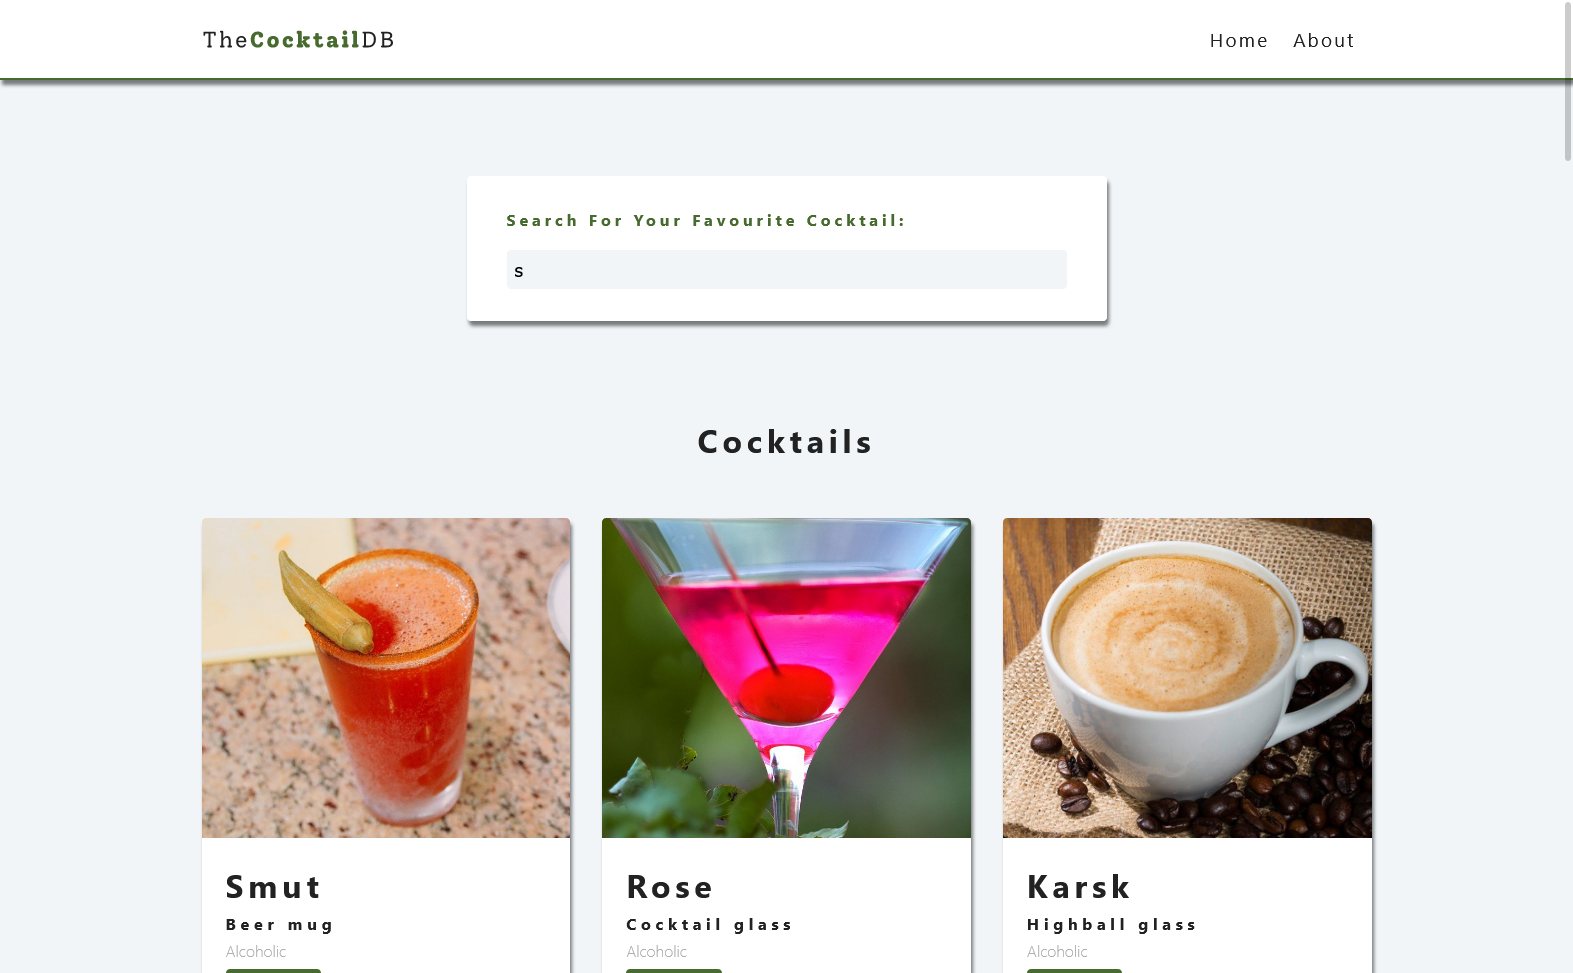 TheCocktailDB
Home About
Search For Your Favourite Cocktail:
s
Cocktails
Smut
Beer mug
Alcoholic
Rose
Cocktail glass
Alcoholic
Karsk
Highball glass
Alcoholic